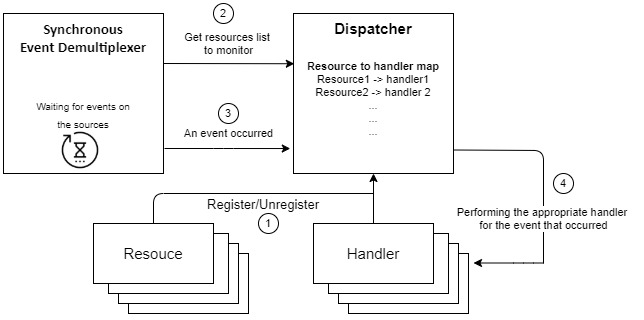 Synchronous
Event Demultiplexer
Waiting for events on
the sources
2
Get resources list
to monitor
3
An event occurred
Dispatcher
Resource to handler map
Resource1 -> handler1
Resource2 -> handler 2
...
...
...
4
Performing the appropriate handler
for the event that occurred
Register/Unregister
1
Resouce
Handler